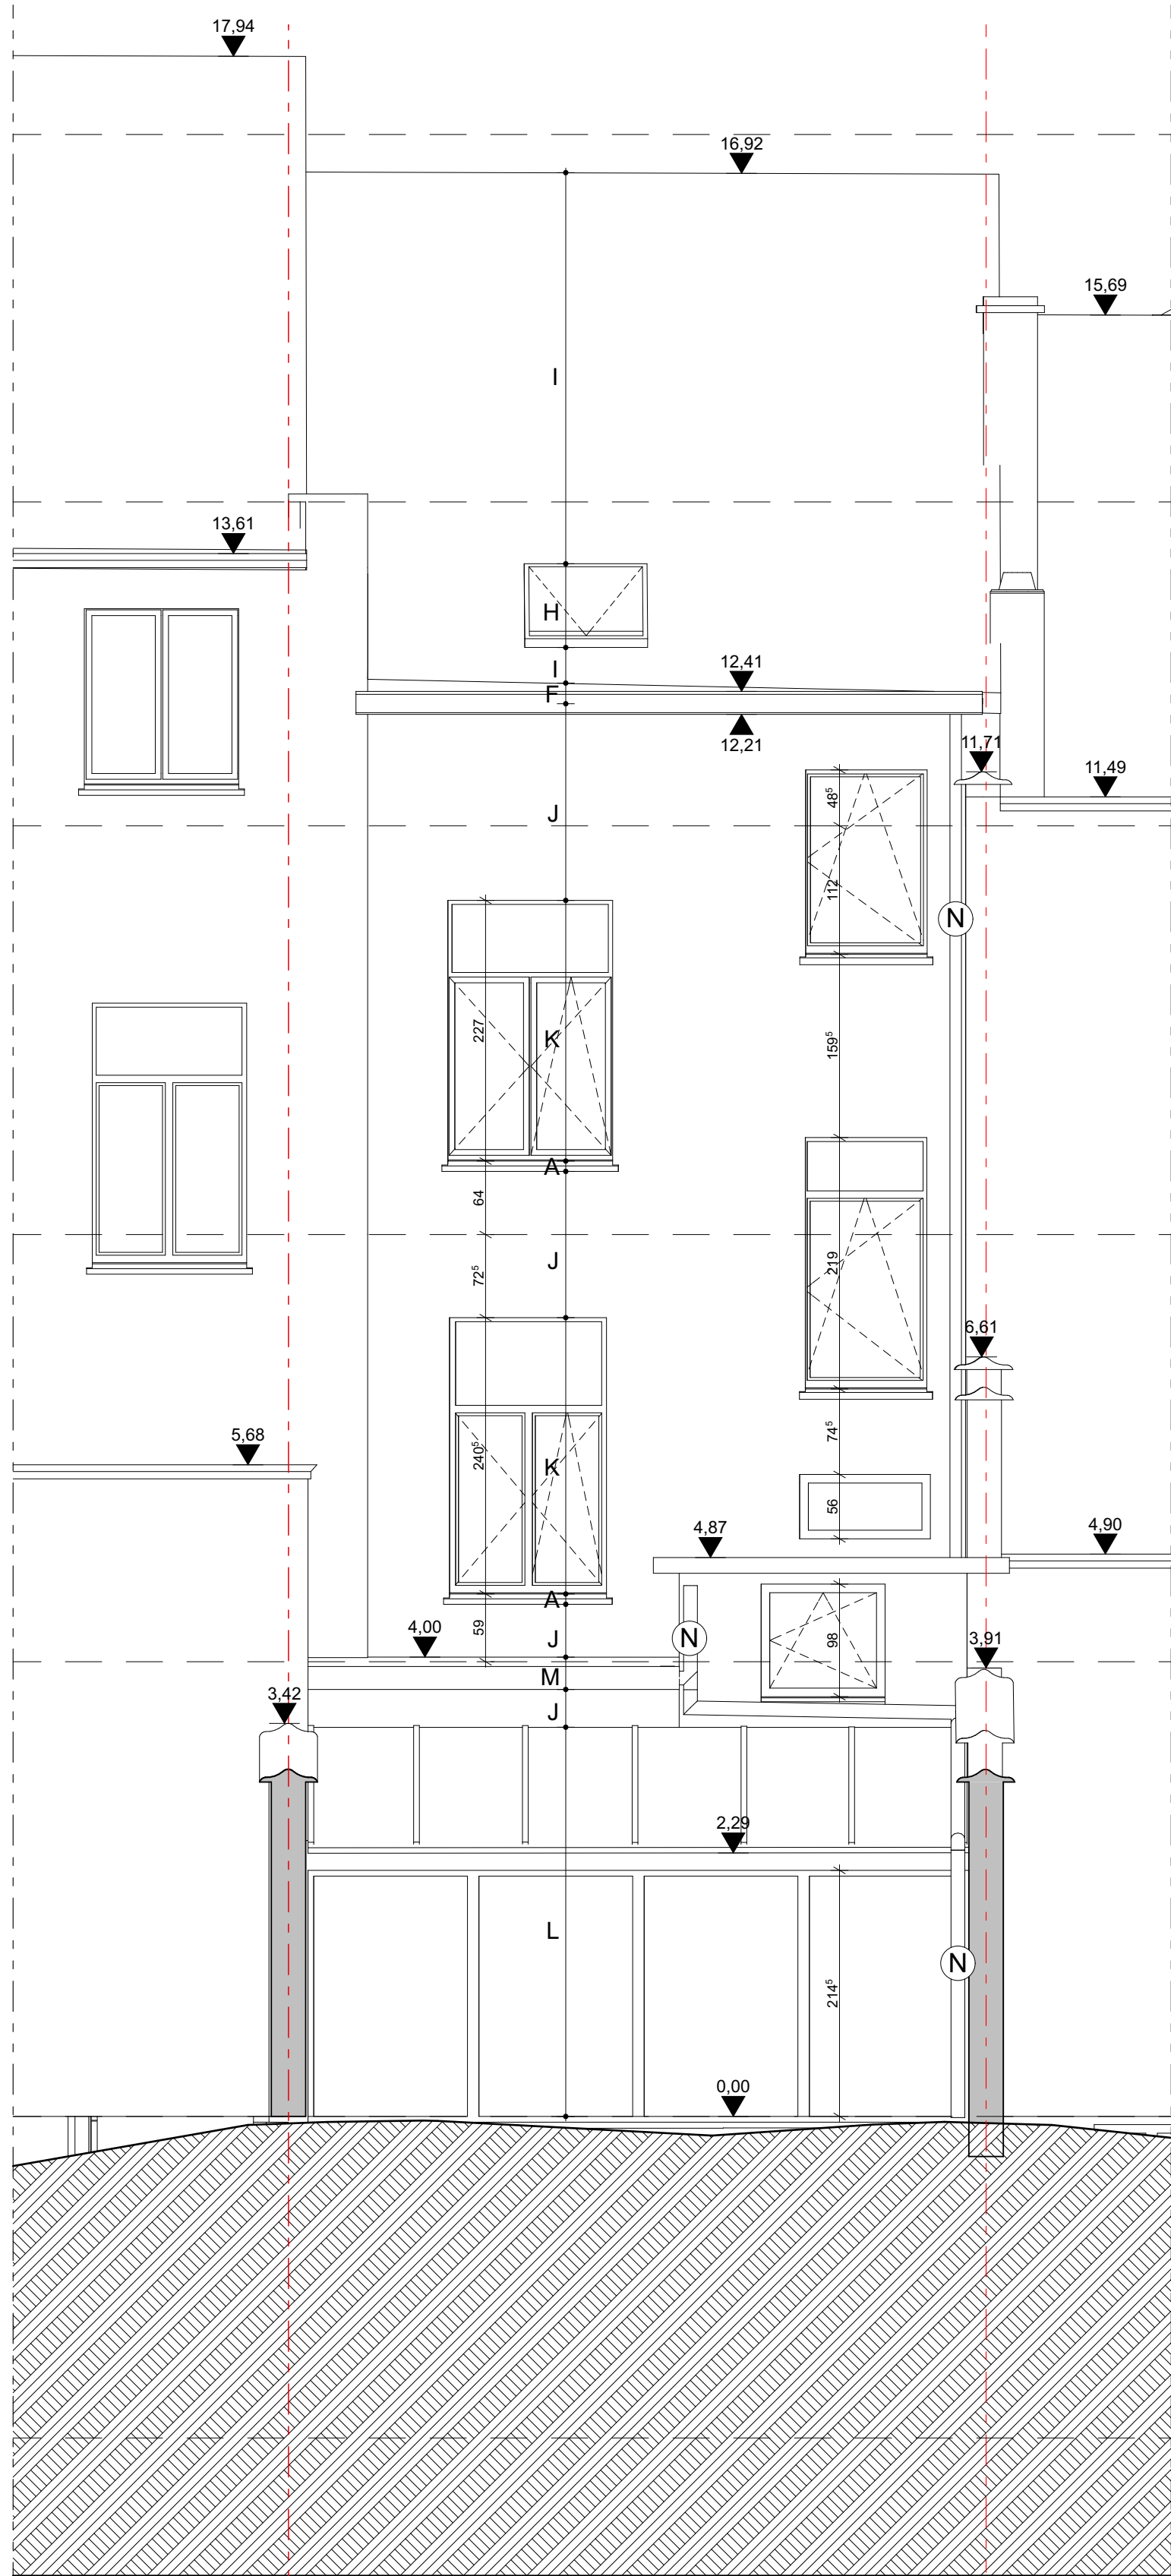 17,94
16,92
15,69
I
13,61
H
I
12,41
F
12,21
11,71
11,49
48⁵
J
112
N
227
K
159⁵
A
64
219
J
72⁵
6,61
74⁵
5,68
240⁵
K
56
4,87
4,90
A
59
4,00
J
N
98
3,91
M
3,42
J
2,29
L
N
214⁵
0,00